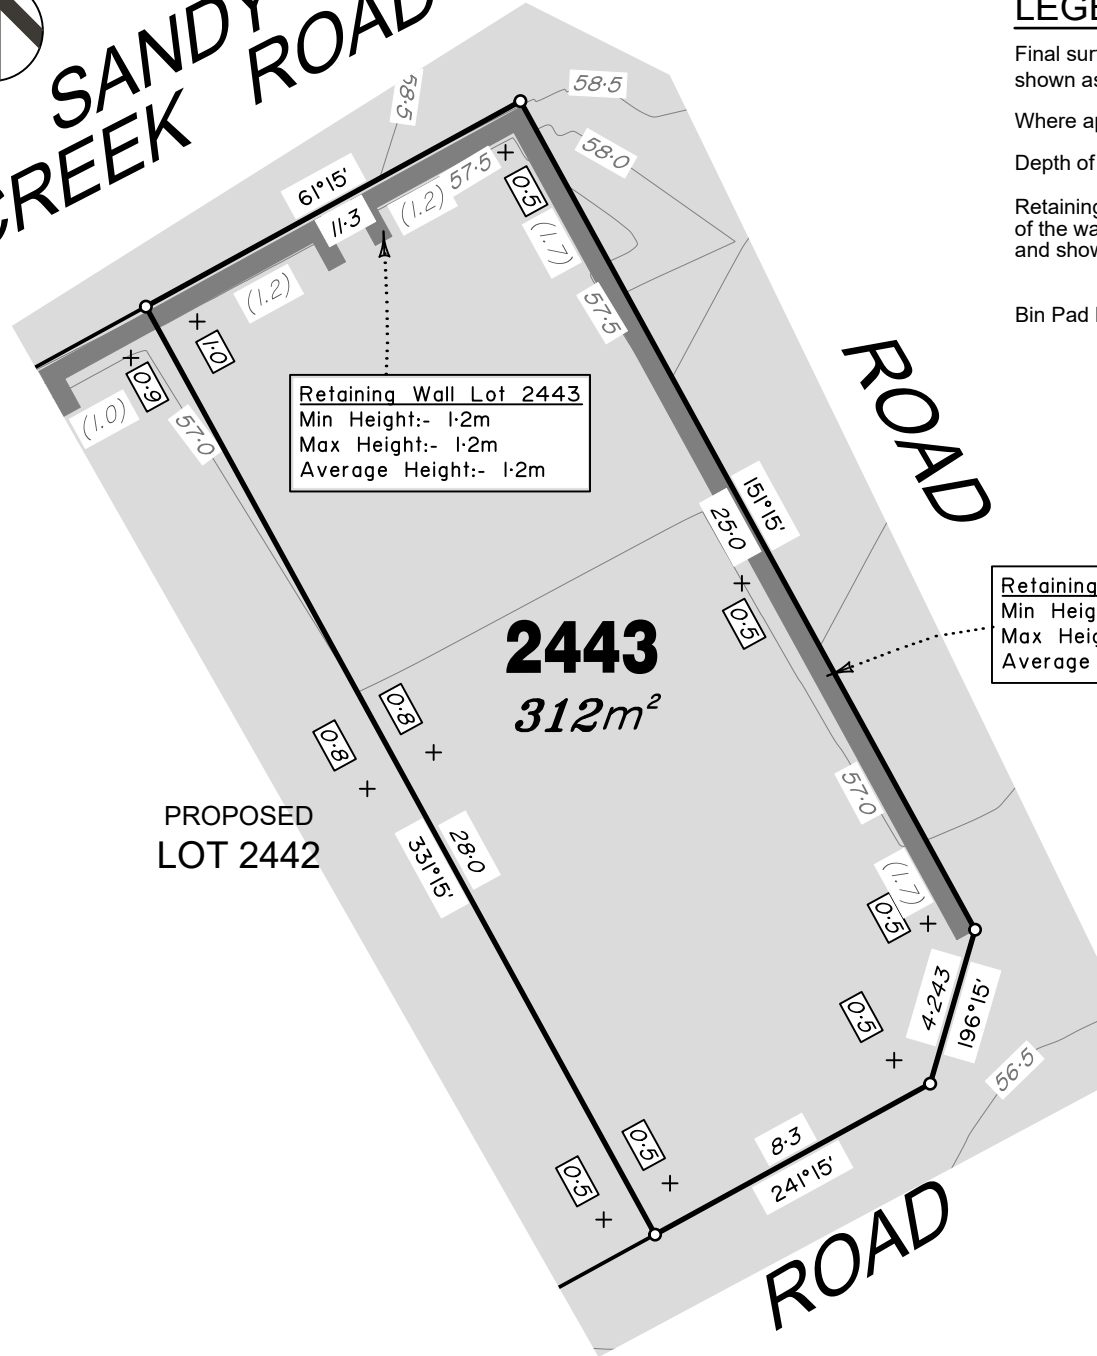 SANDY
CREEK ROAD
LEGE
Final sur
shown as
Where ap
Depth of
Retaining
of the wa
and show
Bin Pad
58·5
58·5
58·0
61°15'
11·3
(1.2)
57·5
0·5
(1.7)
(1.2)
57·5
1·0
0·9
(1.0)
57·0
Retaining Wall Lot 2443
Min Height:- 1·2m
Max Height:- 1·2m
Average Height:- 1·2m
ROAD
151°15'
25·0
0·5
Retaining
Min Heig
Max Heig
Average
2443
312m²
0·8
0·8
57·0
PROPOSED
LOT 2442
331°15'
28·0
(1.7)
0·5
4·243
196°15'
0·5
56·5
0·5
0·5
8·3
241°15'
ROAD